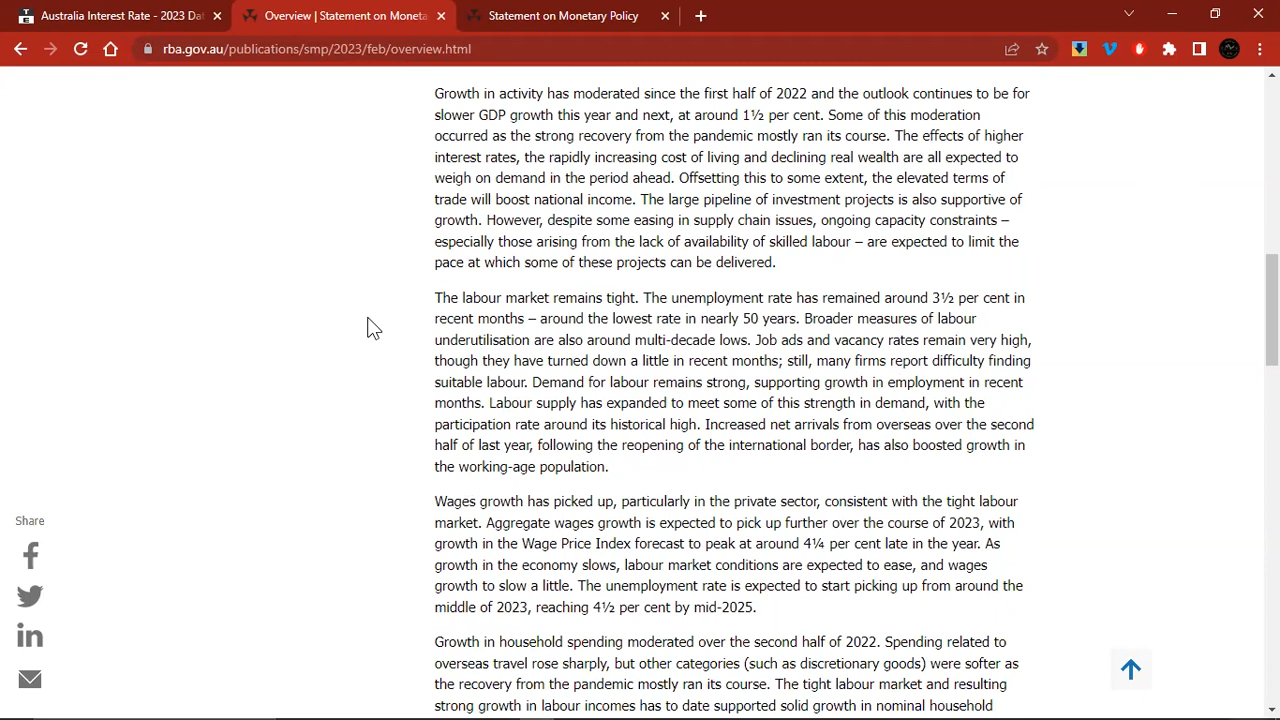 Australia Interest Rate - 2023 Dat
Overview | Statement on Moneta
Statement on Monetary Policy
rba.gov.au/publications/smp/2023/feb/overview.html
Growth in activity has moderated since the first half of 2022 and the outlook continues to be for
slower GDP growth this year and next, at around 1½ per cent. Some of this moderation
occurred as the strong recovery from the pandemic mostly ran its course. The effects of higher
interest rates, the rapidly increasing cost of living and declining real wealth are all expected to
weigh on demand in the period ahead. Offsetting this to some extent, the elevated terms of
trade will boost national income. The large pipeline of investment projects is also supportive of
growth. However, despite some easing in supply chain issues, ongoing capacity constraints –
especially those arising from the lack of availability of skilled labour – are expected to limit the
pace at which some of these projects can be delivered.
The labour market remains tight. The unemployment rate has remained around 3½ per cent in
recent months – around the lowest rate in nearly 50 years. Broader measures of labour
underutilisation are also around multi-decade lows. Job ads and vacancy rates remain very high,
though they have turned down a little in recent months; still, many firms report difficulty finding
suitable labour. Demand for labour remains strong, supporting growth in employment in recent
months. Labour supply has expanded to meet some of this strength in demand, with the
participation rate around its historical high. Increased net arrivals from overseas over the second
half of last year, following the reopening of the international border, has also boosted growth in
the working-age population.
Wages growth has picked up, particularly in the private sector, consistent with the tight labour
market. Aggregate wages growth is expected to pick up further over the course of 2023, with
growth in the Wage Price Index forecast to peak at around 4¼ per cent late in the year. As
growth in the economy slows, labour market conditions are expected to ease, and wages
growth to slow a little. The unemployment rate is expected to start picking up from around the
middle of 2023, reaching 4½ per cent by mid-2025.
Growth in household spending moderated over the second half of 2022. Spending related to
overseas travel rose sharply, but other categories (such as discretionary goods) were softer as
the recovery from the pandemic mostly ran its course. The tight labour market and resulting
strong growth in labour incomes has to date supported solid growth in nominal household
Share